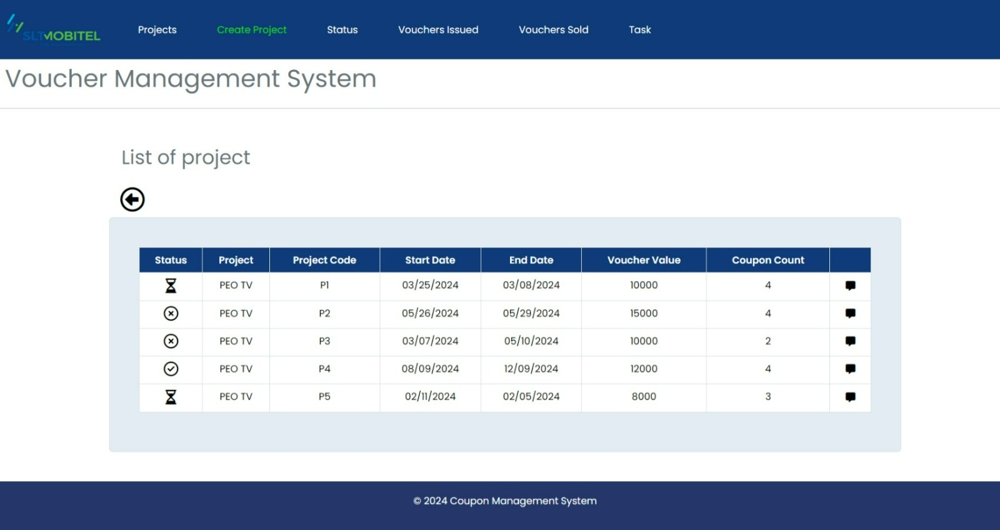 SLTMOBITEL
Projects Create Project Status Vouchers Issued Vouchers Sold Task
Voucher Management System
List of project
Status Project Project Code Start Date End Date Voucher Value Coupon Count
PEO TV P1 03/25/2024 03/08/2024 10000 4
PEO TV P2 05/26/2024 05/29/2024 15000 4
PEO TV P3 03/07/2024 05/10/2024 10000 2
PEO TV P4 08/09/2024 12/09/2024 12000 4
PEO TV P5 02/11/2024 02/05/2024 8000 3
© 2024 Coupon Management System